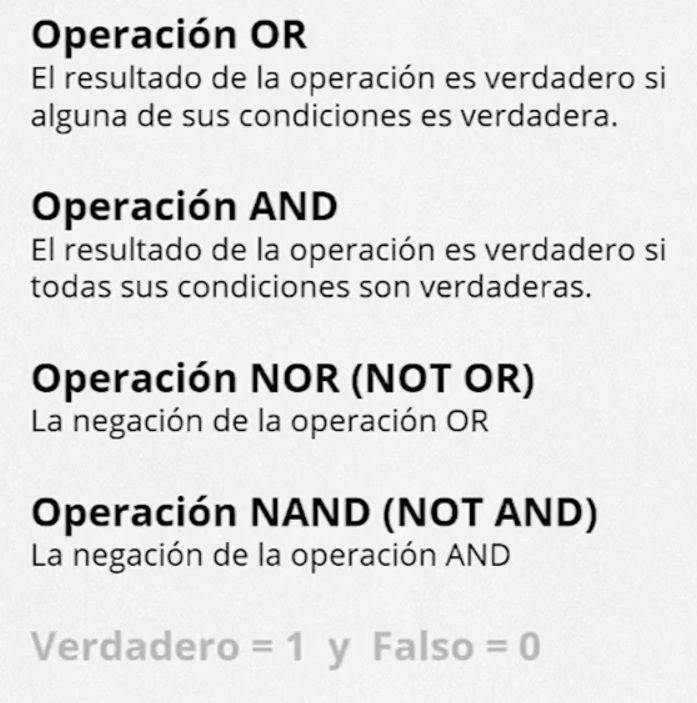 Operación OR
El resultado de la operación es verdadero si
alguna de sus condiciones es verdadera.
Operación AND
El resultado de la operación es verdadero si
todas sus condiciones son verdaderas.
Operación NOR (NOT OR)
La negación de la operación OR
Operación NAND (NOT AND)
La negación de la operación AND
Verdadero = 1 y Falso = 0